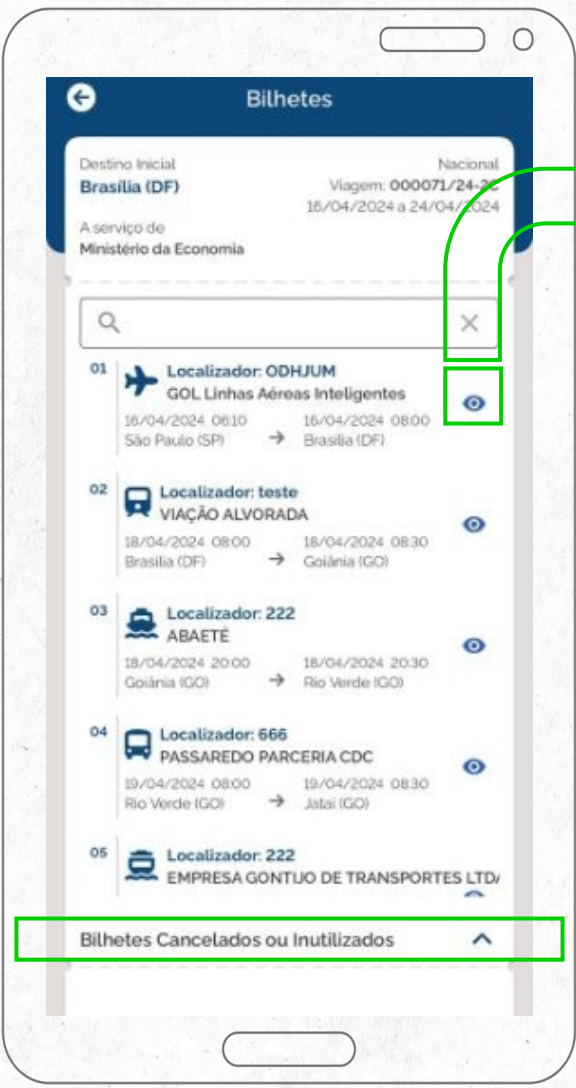 Bilhetes
Destino Inicial
Nacional
Brasília (DF)
Viagem: 000071/24-2C
16/04/2024 a 24/04/2024
A serviço de
Ministério da Economia
01
Localizador: ODHJUM
GOL Linhas Aéreas Inteligentes
16/04/2024 06:10
16/04/2024 08:00
São Paulo (SP)
Brasília (DF)
02
Localizador: teste
VIAÇÃO ALVORADA
18/04/2024 08:00
18/04/2024 08:30
Brasília (DF)
Goiânia (GO)
03
Localizador: 222
ABAETÉ
18/04/2024 20:00
18/04/2024 20:30
Goiânia (GO)
Rio Verde (GO)
04
Localizador: 666
PASSAREDO PARCERIA CDC
19/04/2024 08:00
19/04/2024 08:30
Rio Verde (GO)
Jataí (GO)
05
Localizador: 222
EMPRESA GONTIJO DE TRANSPORTES LTDA
Bilhetes Cancelados ou Inutilizados